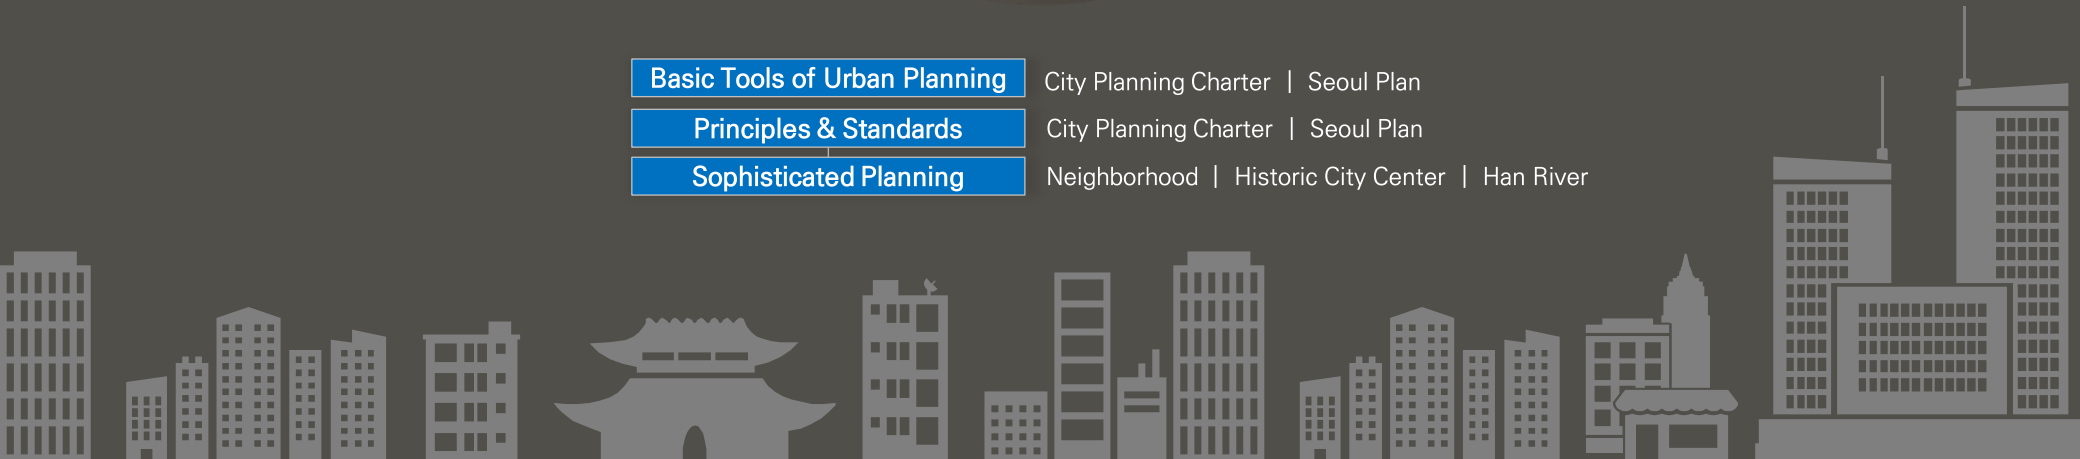 Basic Tools of Urban Planning City Planning Charter | Seoul Plan
Principles & Standards City Planning Charter | Seoul Plan
Sophisticated Planning Neighborhood | Historic City Center | Han River